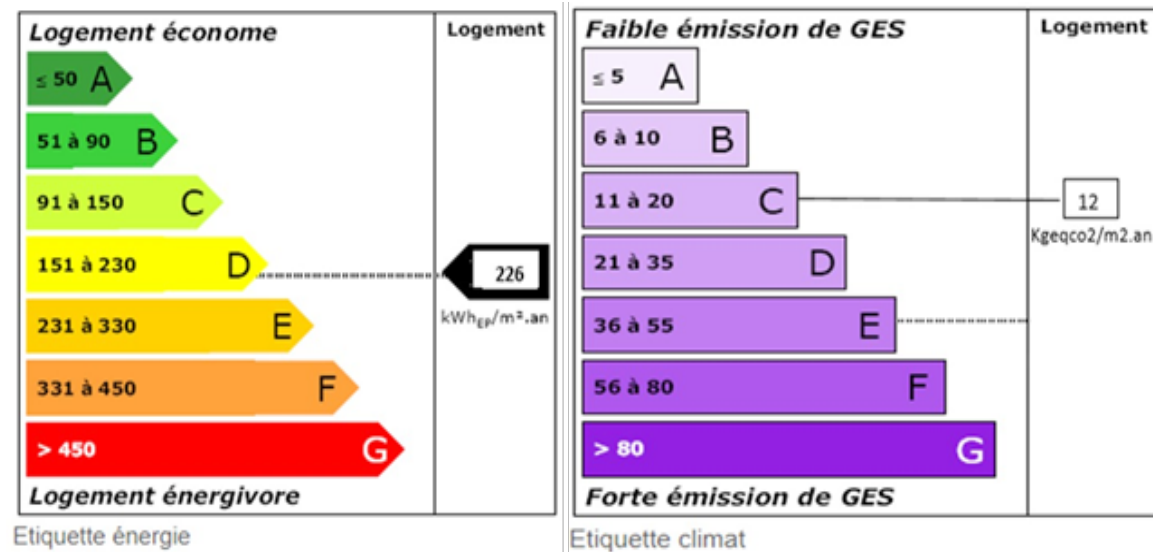 Logement économe
Logement
≤ 50 A
51 à 90 B
91 à 150 C
151 à 230 D
226
kWhEP/m².an
231 à 330 E
331 à 450 F
> 450 G
Logement énergivore
Etiquette énergie
Faible émission de GES
Logement
≤ 5 A
6 à 10 B
11 à 20 C
12
Kgeqco2/m2.an
21 à 35 D
36 à 55 E
56 à 80 F
> 80 G
Forte émission de GES
Etiquette climat